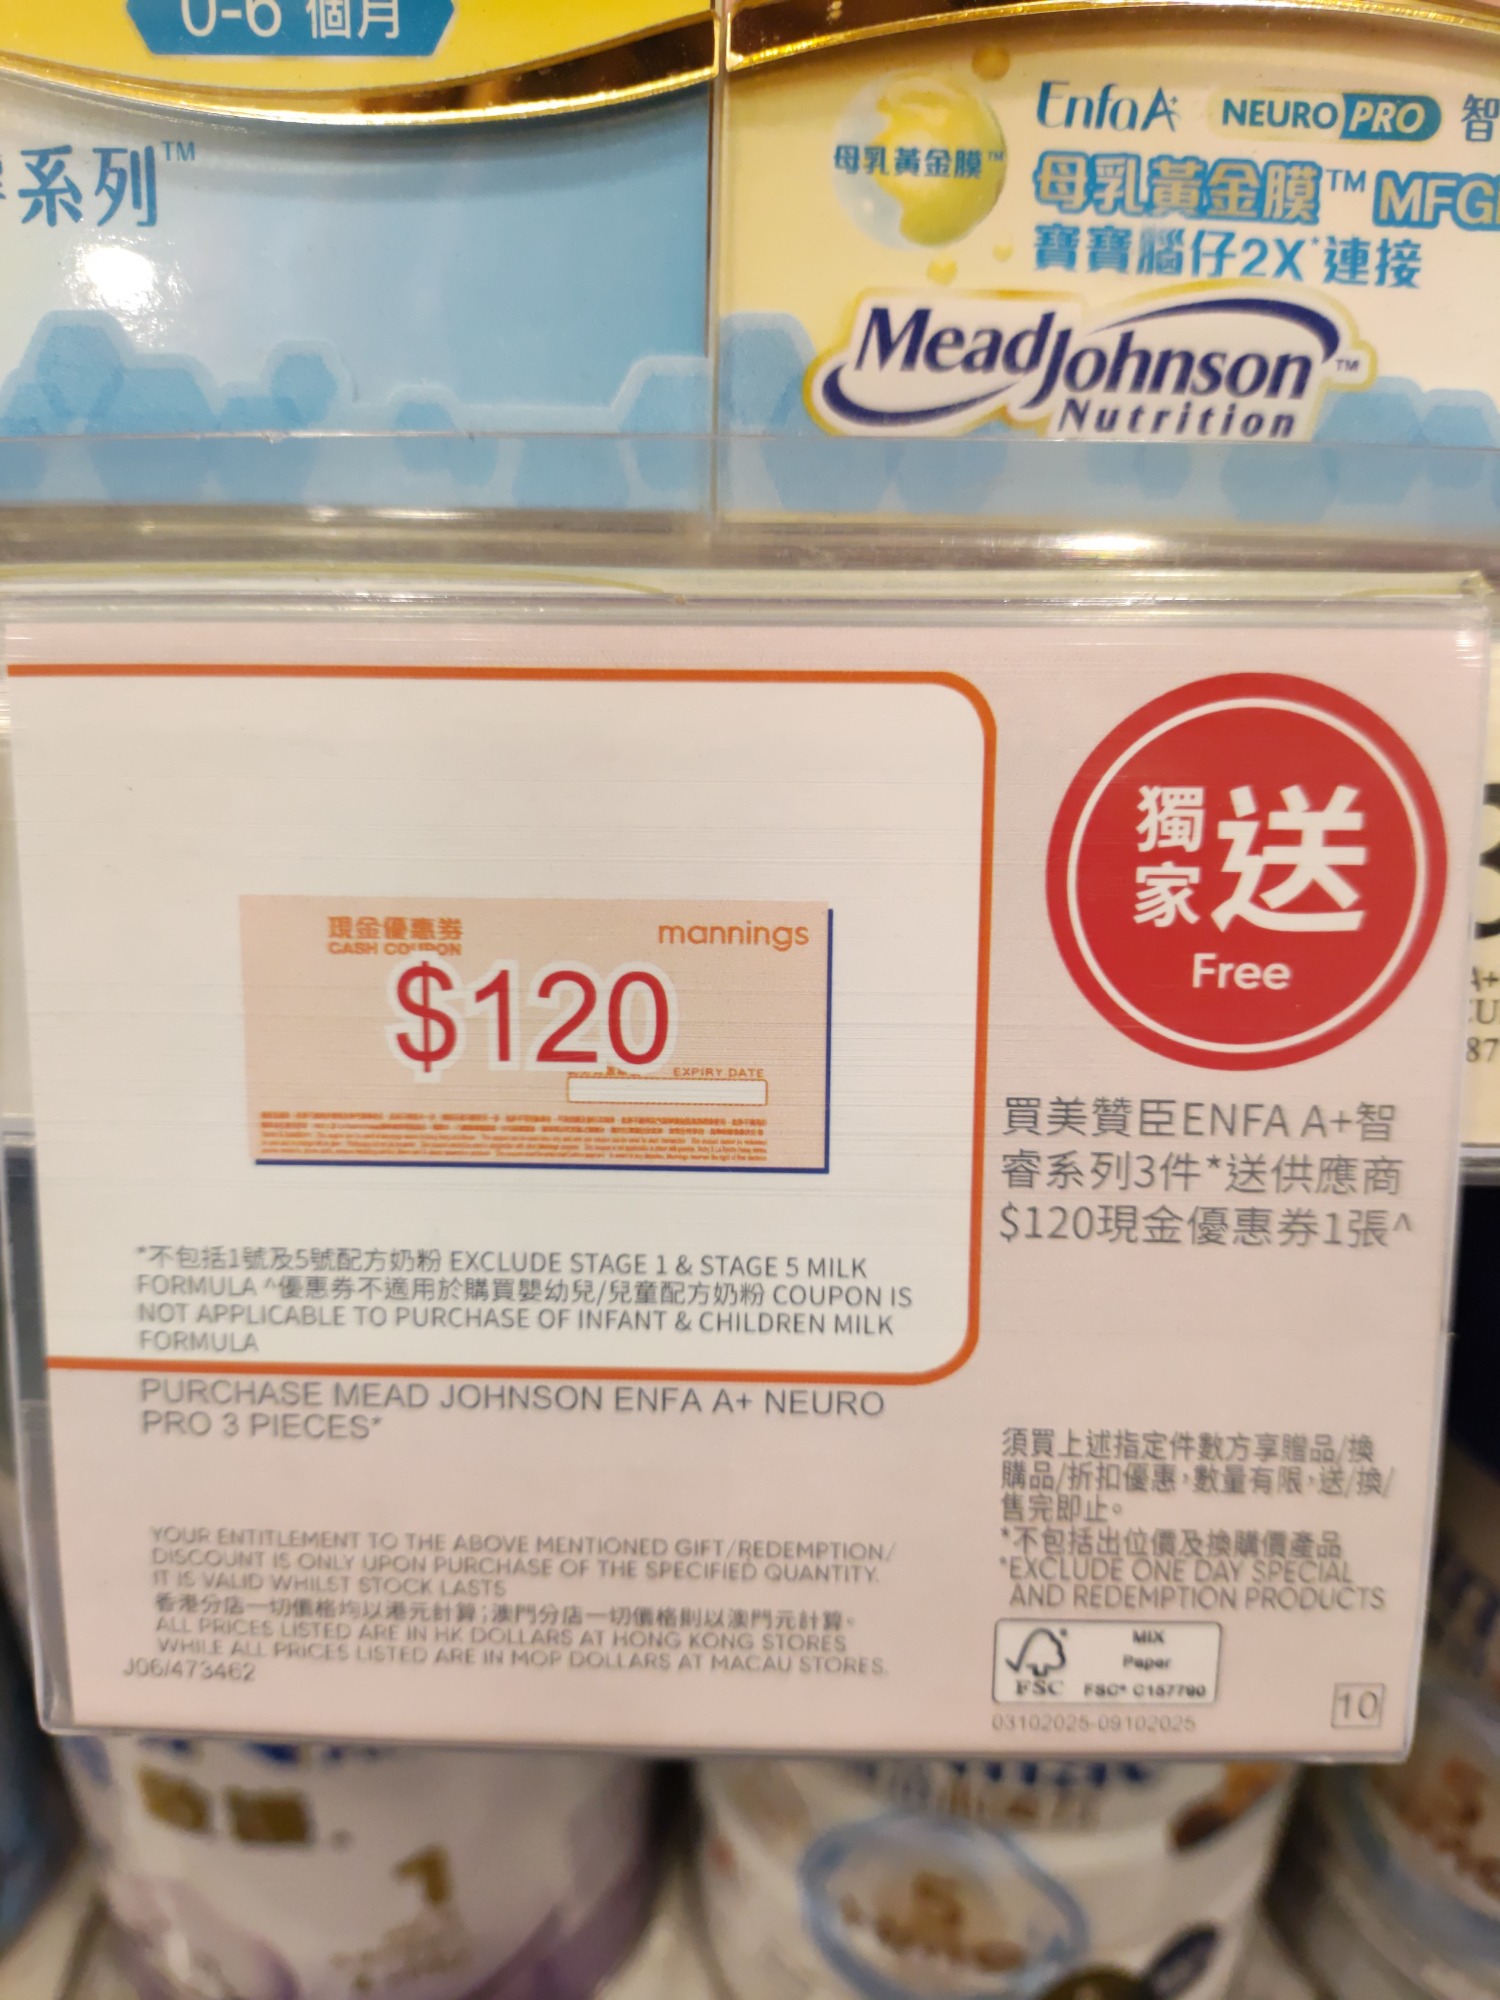 0-6 個月
系列™
EnfaA+ NEURO PRO 智
母乳黃金膜™
母乳黃金膜™ MFG
寶寶腦仔2X*連接
MeadJohnson™
Nutrition
獨家送
Free
現金優惠券
CASH COUPON
mannings
$120
EXPIRY DATE
買美贊臣ENFA A+智
睿系列3件*送供應商
$120現金優惠券1張^
*不包括1號及5號配方奶粉 EXCLUDE STAGE 1 & STAGE 5 MILK
FORMULA ^優惠券不適用於購買嬰幼兒/兒童配方奶粉 COUPON IS
NOT APPLICABLE TO PURCHASE OF INFANT & CHILDREN MILK
FORMULA
PURCHASE MEAD JOHNSON ENFA A+ NEURO
PRO 3 PIECES*
須買上述指定件數方享贈品/換
購品/折扣優惠，數量有限，送/換/
售完即止。
*不包括出位價及換購價產品
*EXCLUDE ONE DAY SPECIAL
AND REDEMPTION PRODUCTS
YOUR ENTITLEMENT TO THE ABOVE MENTIONED GIFT/REDEMPTION/
DISCOUNT IS ONLY UPON PURCHASE OF THE SPECIFIED QUANTITY.
IT IS VALID WHILST STOCK LASTS
香港分店一切價格均以港元計算；澳門分店一切價格則以澳門元計算。
ALL PRICES LISTED ARE IN HK DOLLARS AT HONG KONG STORES
WHILE ALL PRICES LISTED ARE IN MOP DOLLARS AT MACAU STORES.
J06/473462
FSC
MIX
Paper
FSC® C157790
03102025-09102025
10
A+
87
1